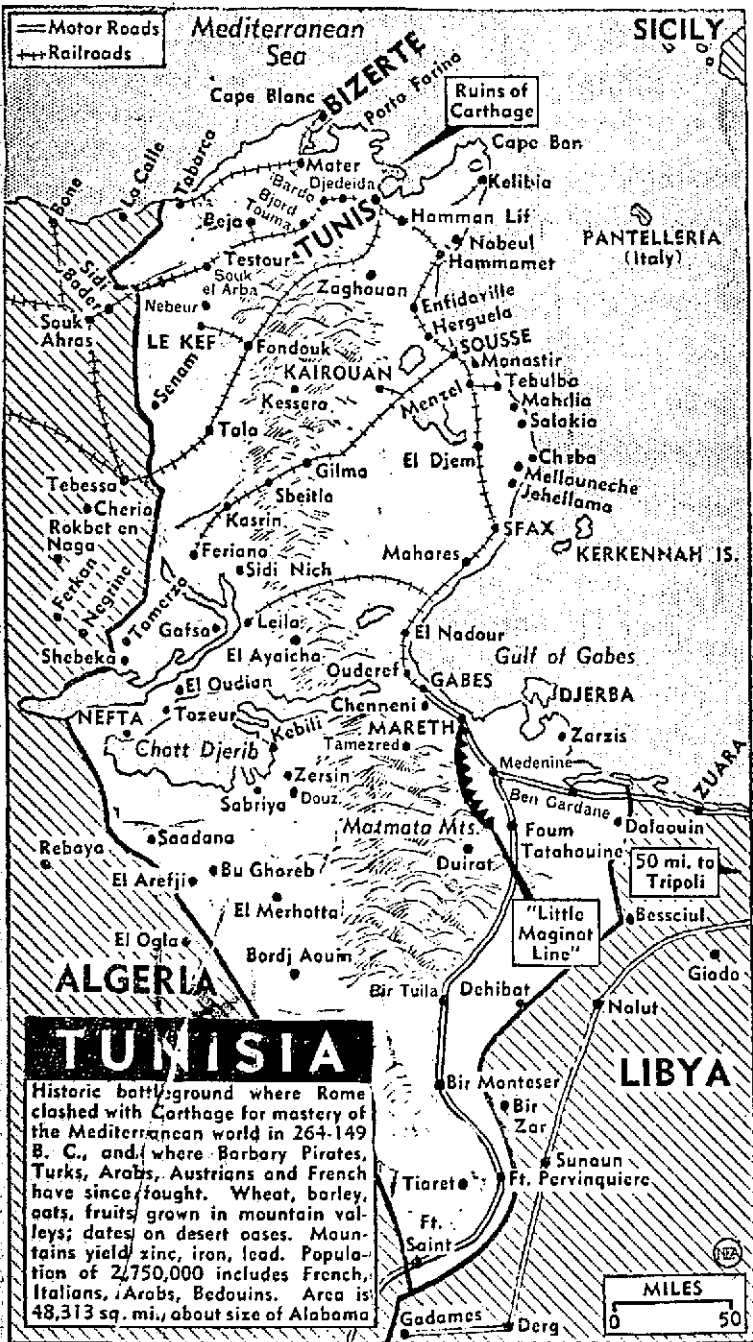 Motor Roads
Railroads
Mediterranean
Sea
SICILY
Cape Blanc
BIZERTE
Porto Farina
Ruins of
Carthage
Cape Bon
Bone
La Calle
Tabarca
Mater
Djedeida
Bardo
Bjord
Touma
Kelibia
Beja
TUNIS
Hamman Lif
PANTELLERIA
(Italy)
Nabeul
Hammamet
Sidi
Bader
Testour
Souk
el Arba
Zaghouan
Nebeur
Enfidaville
Souk
Ahras
Herguela
LE KEF
Fondouk
SOUSSE
Monastir
Senam
KAIROUAN
Kessera
Menzel
Tebulba
Mahdia
Salakia
Tala
El Djem
Cheba
Gilma
Mellauneche
Jehellama
Tebessa
Sbeitla
Cheria
Kasrin
SFAX
Rokbet en
Naga
Feriana
Mahares
KERKENNAH IS.
Sidi Nich
Ferkan
Negrine
Tamerza
Gafsa
Leila
El Nadour
Shebeka
El Ayaicha
Gulf of Gabes
Ouderef
GABES
El Oudian
DJERBA
Chenneni
NEFTA
Tozeur
Kebili
MARETH
Zarzis
Chott Djerib
Tamezred
Medenine
ZUARA
Zersin
Sabriya
Douz
Ben Gardane
Matmata Mts.
Foum
Tatahouine
Dalaouin
Saadana
Rebaya
Duirat
50 mi. to
Tripoli
Bu Ghoreb
El Arefji
El Merhotta
"Little
Maginot
Line"
Bessciul
El Ogla
Bordj Aouin
Giado
ALGERIA
Bir Tuila
Dehibat
Nalut
TUNISIA
LIBYA
Historic battleground where Rome
clashed with Carthage for mastery of
the Mediterranean world in 264-149
B. C., and where Barbary Pirates,
Turks, Arabs, Austrians and French
have since fought. Wheat, barley,
oats, fruits grown in mountain val-
leys; dates on desert oases. Moun-
tains yield zinc, iron, lead. Popula-
tion of 2,750,000 includes French,
Italians, Arabs, Bedouins. Area is
48,313 sq. mi., about size of Alabama
Bir Monteser
Bir
Zar
Sunaun
Tiaret
Ft. Pervinquiere
Ft.
Saint
NEA
MILES
0 50
Gadames
Derg